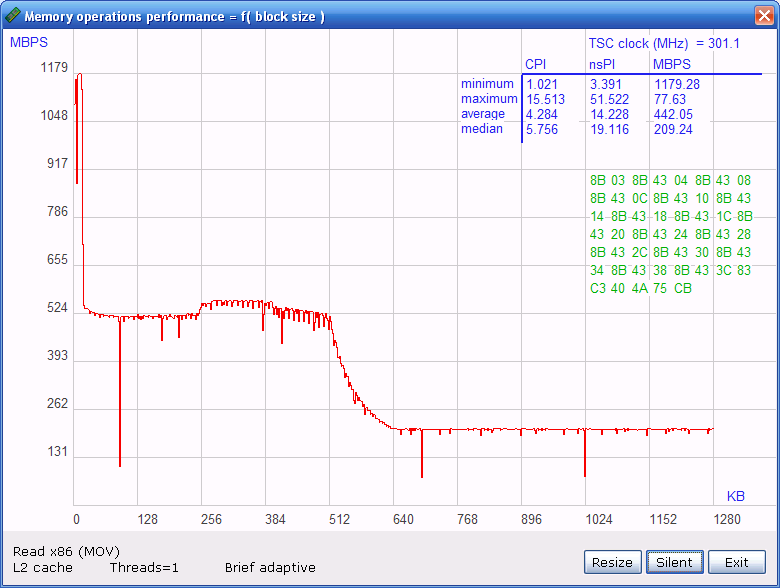 Memory operations performance = f( block size )
MBPS
TSC clock (MHz) = 301.1
CPI nsPI MBPS
minimum 1.021 3.391 1179.28
maximum 15.513 51.522 77.63
average 4.284 14.228 442.05
median 5.756 19.116 209.24
1179
1048
917
786
655
524
393
262
131
8B 03 8B 43 04 8B 43 08
8B 43 0C 8B 43 10 8B 43
14 8B 43 18 8B 43 1C 8B
43 20 8B 43 24 8B 43 28
8B 43 2C 8B 43 30 8B 43
34 8B 43 38 8B 43 3C 83
C3 40 4A 75 CB
KB
0 128 256 384 512 640 768 896 1024 1152 1280
Read x86 (MOV)
L2 cache Threads=1 Brief adaptive
Resize Silent Exit